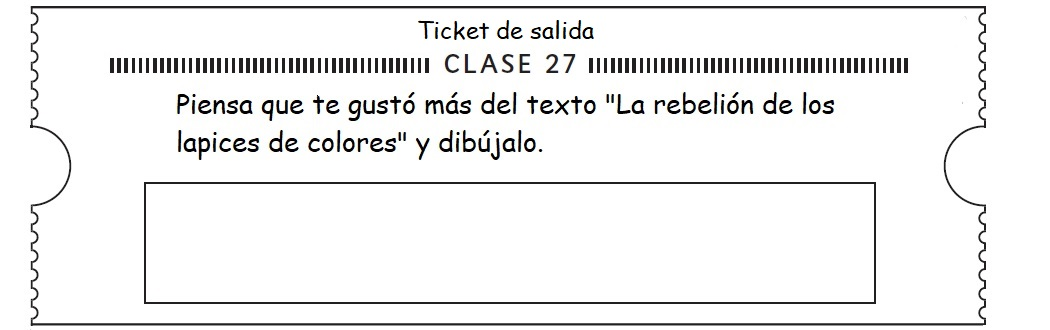 Ticket de salida
CLASE 27
Piensa que te gustó más del texto "La rebelión de los
lapices de colores" y dibújalo.